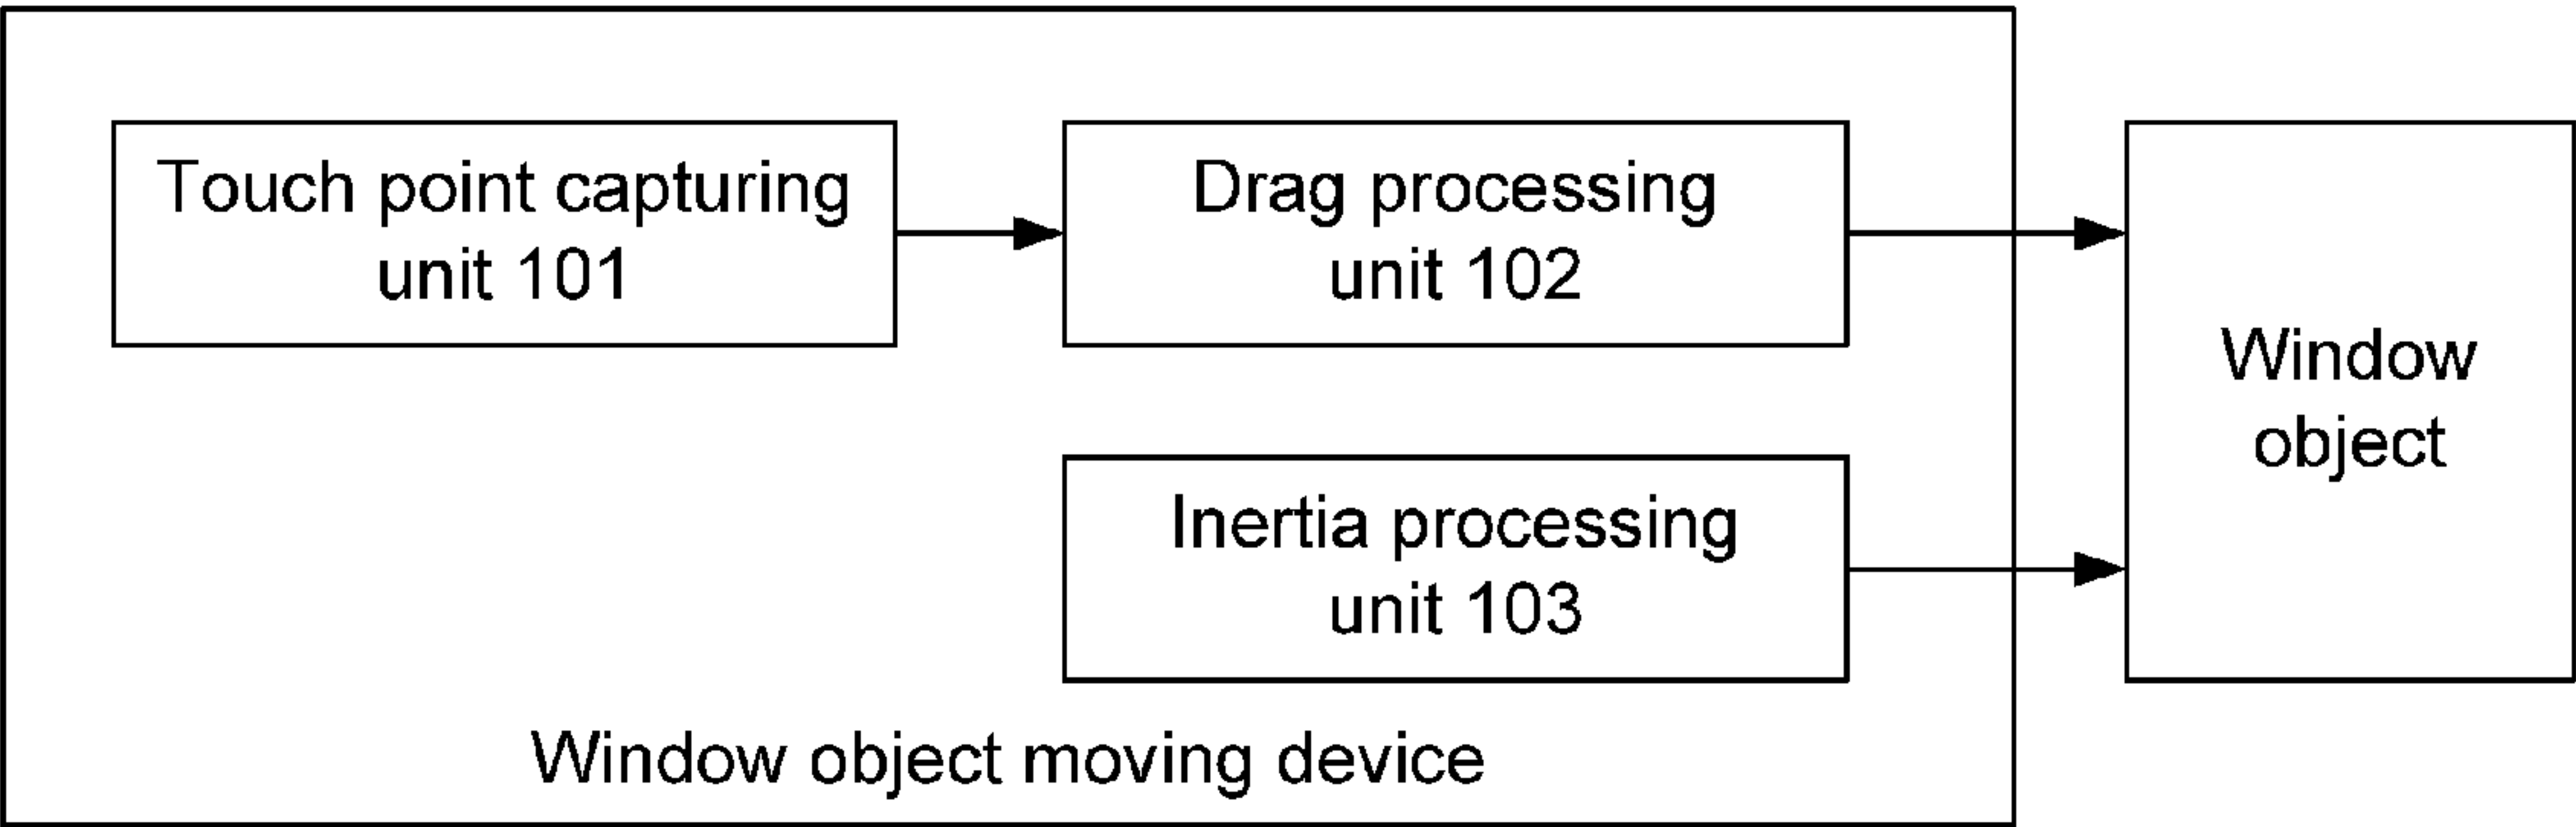 Touch point capturing
unit 101
Drag processing
unit 102
Window
object
Inertia processing
unit 103
Window object moving device